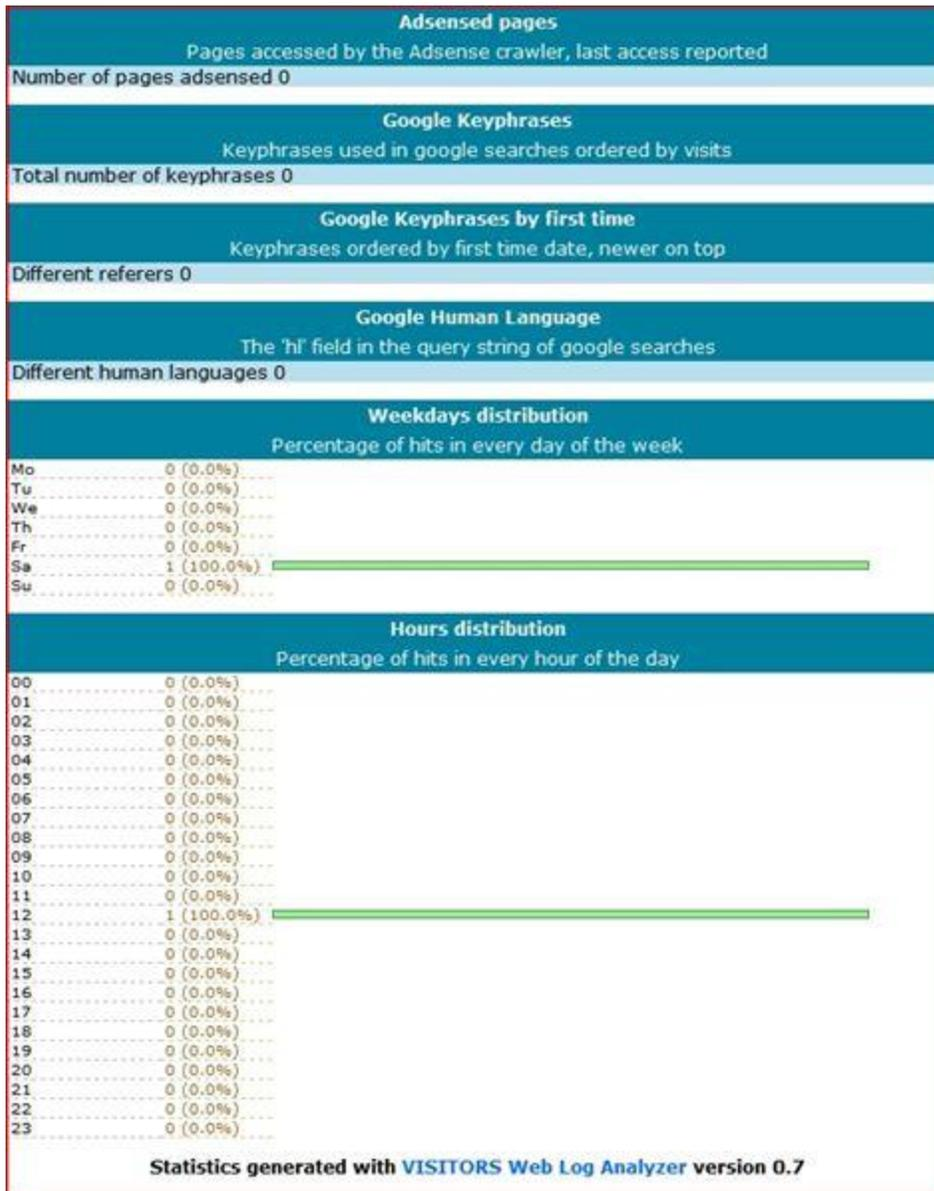 Adsensed pages
Pages accessed by the Adsense crawler, last access reported
Number of pages adsensed 0
Google Keyphrases
Keyphrases used in google searches ordered by visits
Total number of keyphrases 0
Google Keyphrases by first time
Keyphrases ordered by first time date, newer on top
Different referers 0
Google Human Language
The 'hl' field in the query string of google searches
Different human languages 0
Weekdays distribution
Percentage of hits in every day of the week
Mo 0 (0.0%)
Tu 0 (0.0%)
We 0 (0.0%)
Th 0 (0.0%)
Fr 0 (0.0%)
Sa 1 (100.0%)
Su 0 (0.0%)
Hours distribution
Percentage of hits in every hour of the day
00 0 (0.0%)
01 0 (0.0%)
02 0 (0.0%)
03 0 (0.0%)
04 0 (0.0%)
05 0 (0.0%)
06 0 (0.0%)
07 0 (0.0%)
08 0 (0.0%)
09 0 (0.0%)
10 0 (0.0%)
11 0 (0.0%)
12 1 (100.0%)
13 0 (0.0%)
14 0 (0.0%)
15 0 (0.0%)
16 0 (0.0%)
17 0 (0.0%)
18 0 (0.0%)
19 0 (0.0%)
20 0 (0.0%)
21 0 (0.0%)
22 0 (0.0%)
23 0 (0.0%)
Statistics generated with VISITORS Web Log Analyzer version 0.7